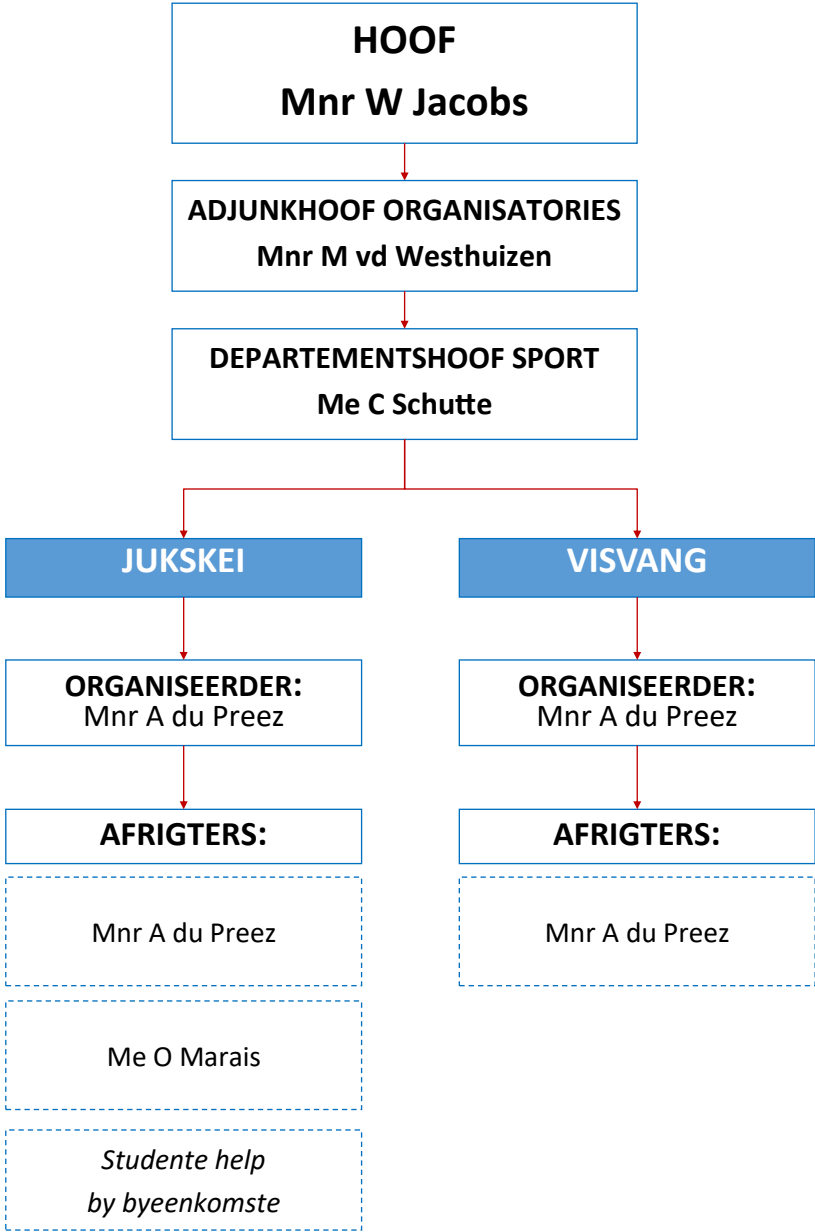 HOOF
Mnr W Jacobs
ADJUNKHOOF ORGANISATORIES
Mnr M vd Westhuizen
DEPARTEMENTSHOOF SPORT
Me C Schutte
JUKSKEI
ORGANISEERDER:
Mnr A du Preez
AFRIGTERS:
Mnr A du Preez
Me O Marais
Studente help
by byeenkomste
VISVANG
ORGANISEERDER:
Mnr A du Preez
AFRIGTERS:
Mnr A du Preez